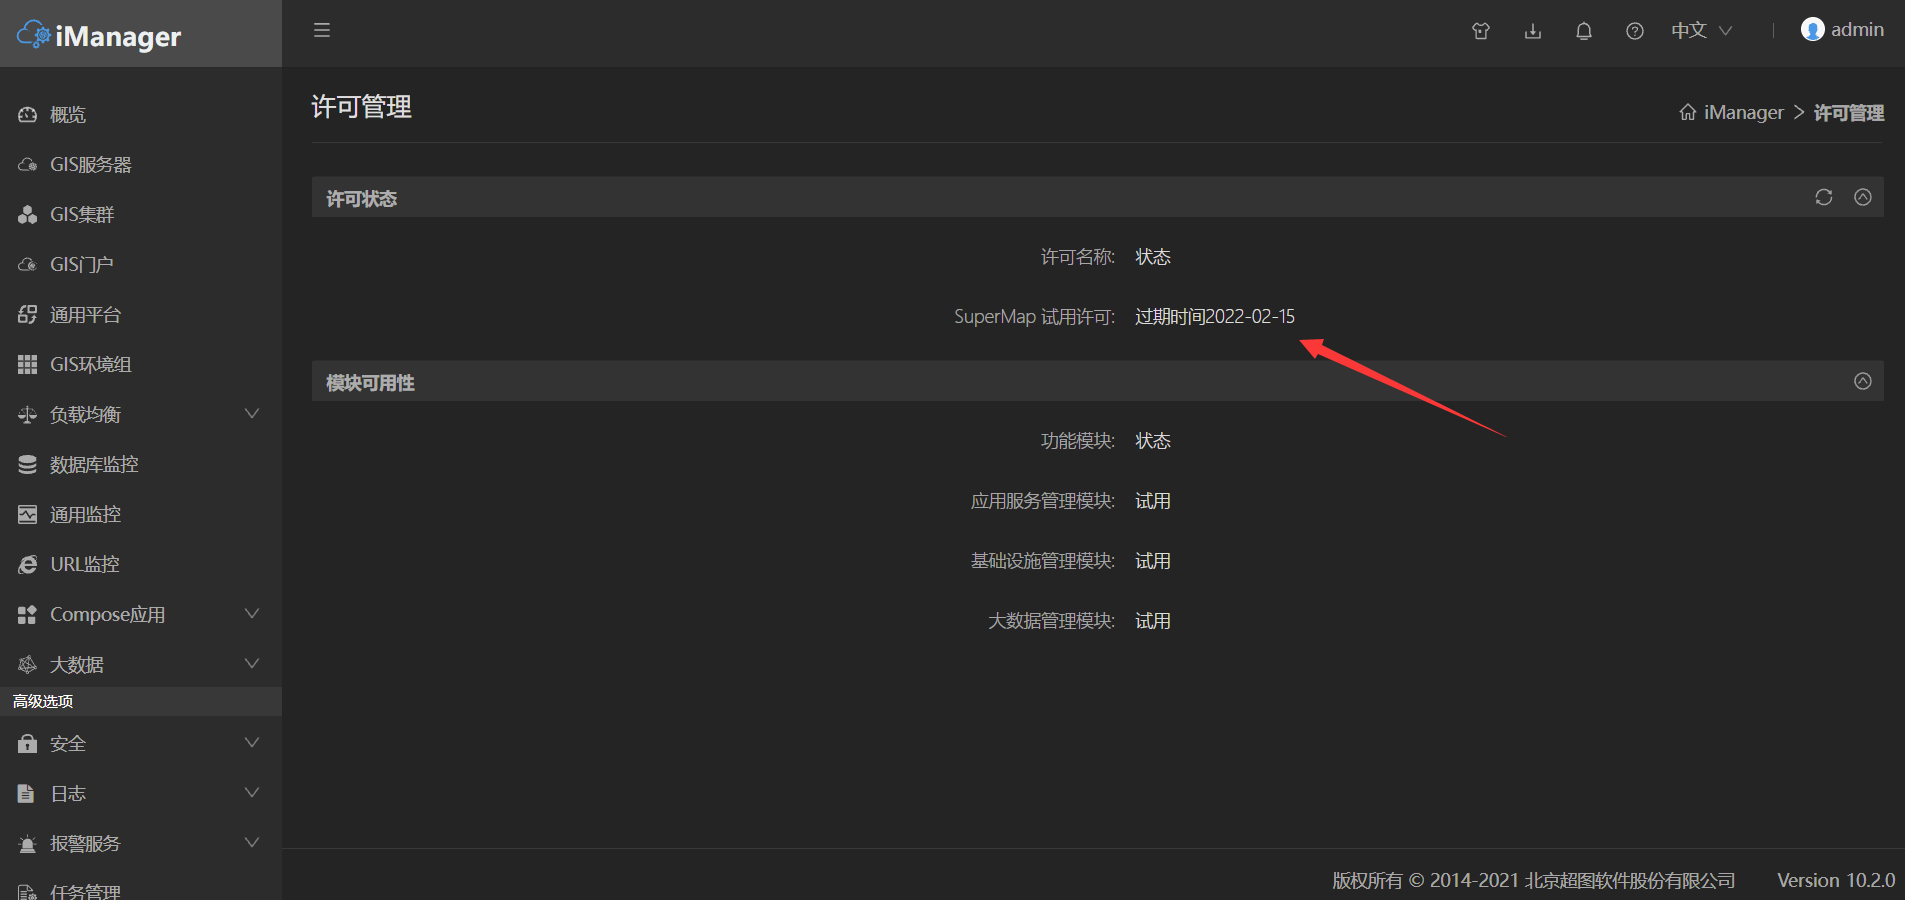 iManager
中文
admin
概览
GIS服务器
GIS集群
GIS门户
通用平台
GIS环境组
负载均衡
数据库监控
通用监控
URL监控
Compose应用
大数据
高级选项
安全
日志
报警服务
任务管理
许可管理
iManager > 许可管理
许可状态
许可名称: 状态
SuperMap 试用许可: 过期时间2022-02-15
模块可用性
功能模块: 状态
应用服务管理模块: 试用
基础设施管理模块: 试用
大数据管理模块: 试用
版权所有 © 2014-2021 北京超图软件股份有限公司 Version 10.2.0